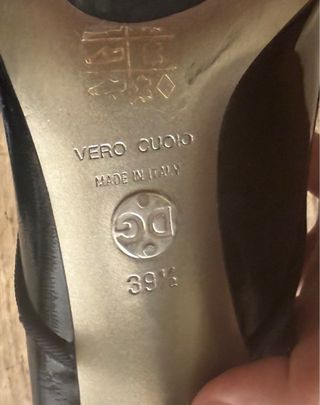 VERO CUOIO
MADE IN ITALY
DG
39½